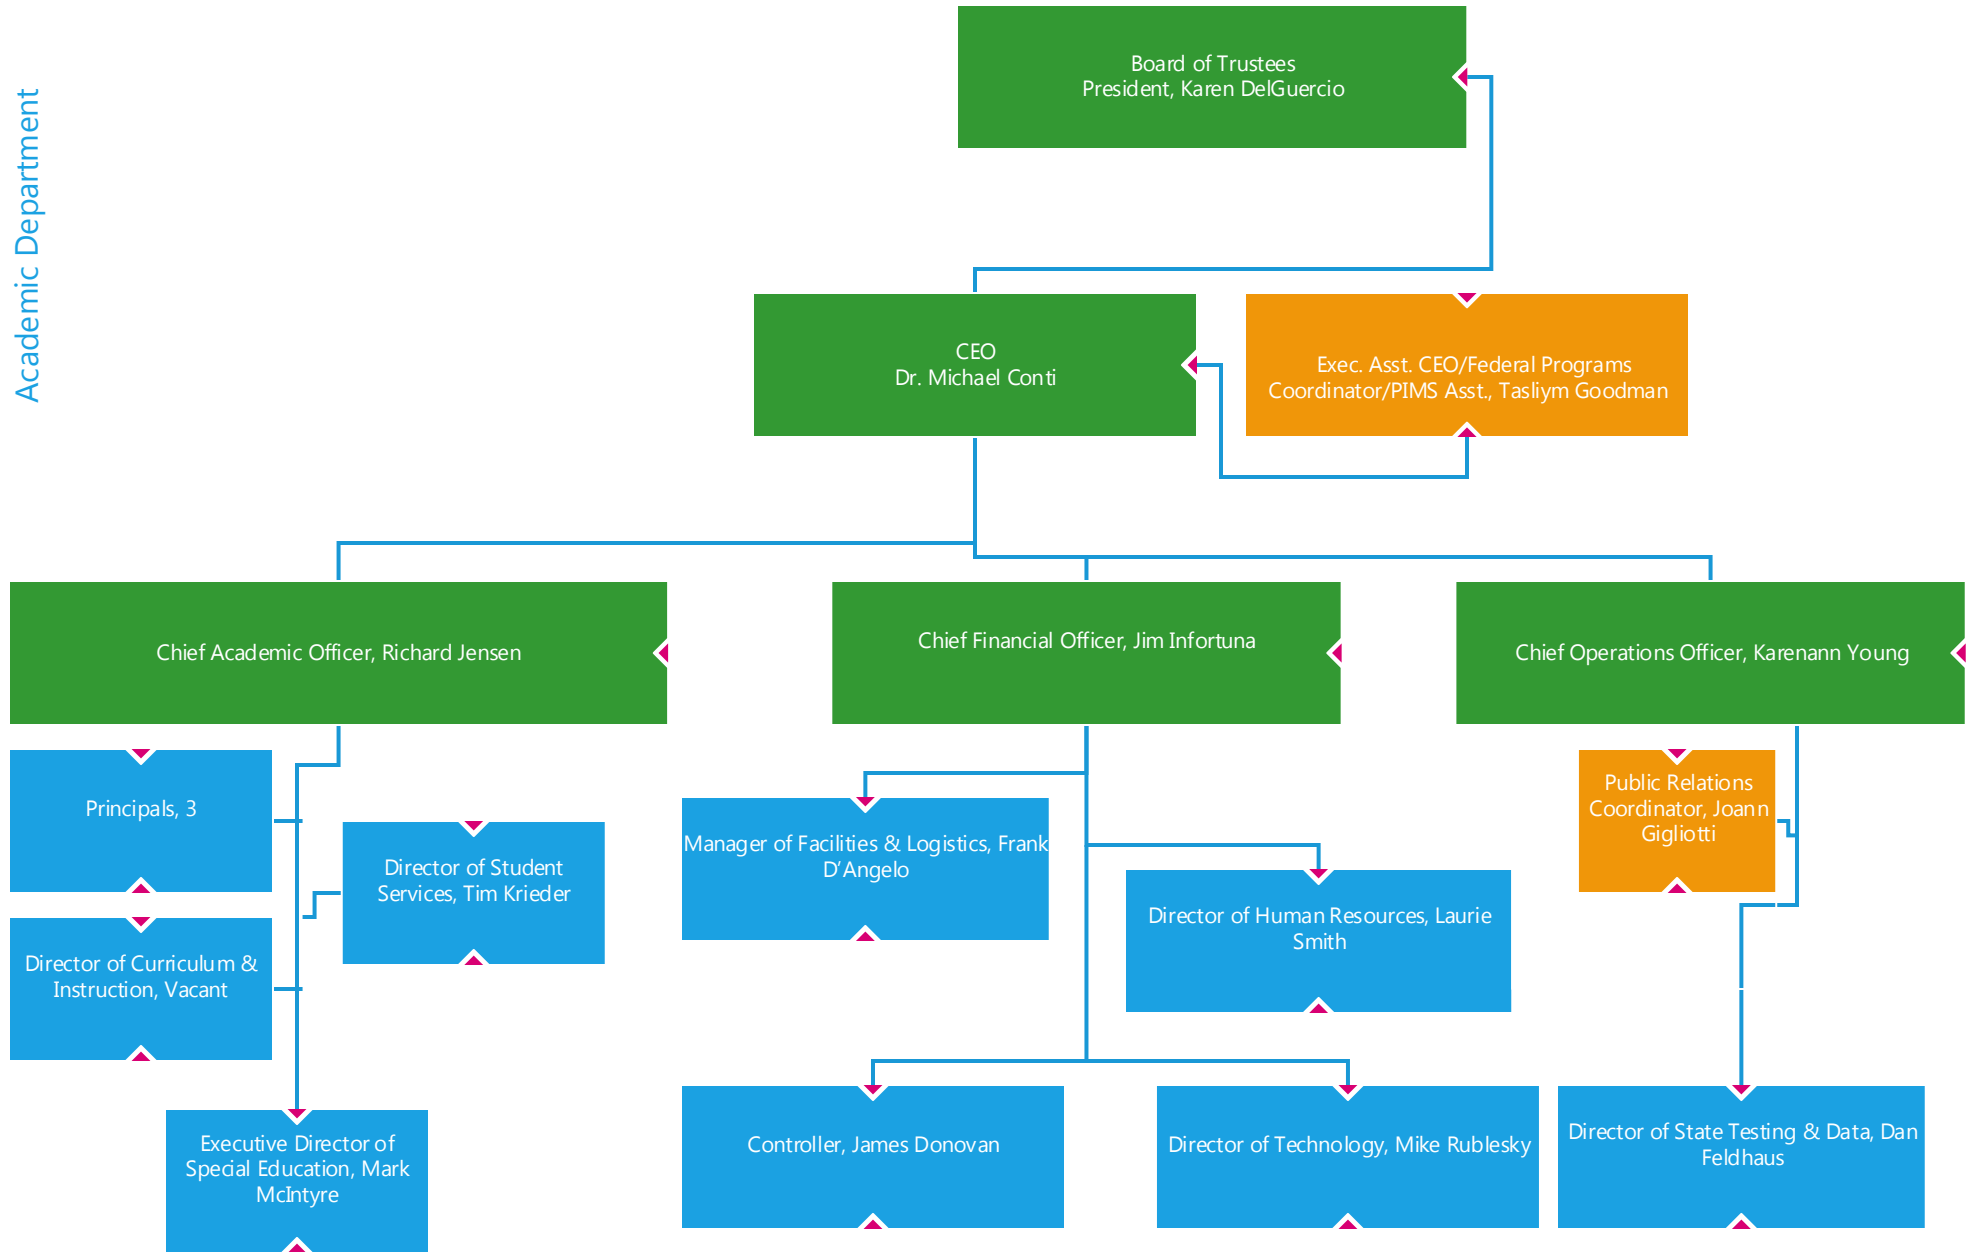 Academic Department
Board of Trustees
President, Karen DelGuercio
CEO
Dr. Michael Conti
Exec. Asst. CEO/Federal Programs
Coordinator/PIMS Asst., Tasliym Goodman
Chief Academic Officer, Richard Jensen
Chief Financial Officer, Jim Infortuna
Chief Operations Officer, Karenann Young
Principals, 3
Director of Student
Services, Tim Krieder
Director of Curriculum &
Instruction, Vacant
Executive Director of
Special Education, Mark
McIntyre
Manager of Facilities & Logistics, Frank
D’Angelo
Director of Human Resources, Laurie
Smith
Controller, James Donovan
Director of Technology, Mike Rublesky
Public Relations
Coordinator, Joann
Gigliotti
Director of State Testing & Data, Dan
Feldhaus